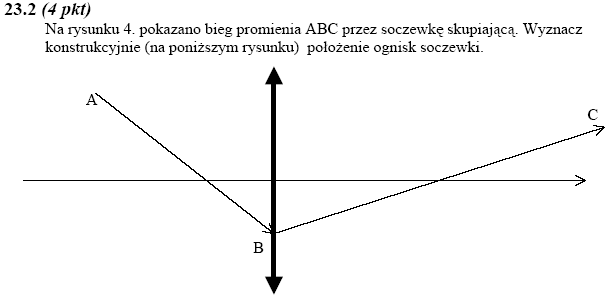 23.2 (4 pkt)
Na rysunku 4. pokazano bieg promienia ABC przez soczewkę skupiającą. Wyznacz
konstrukcyjnie (na poniższym rysunku) położenie ognisk soczewki.
A
C
B